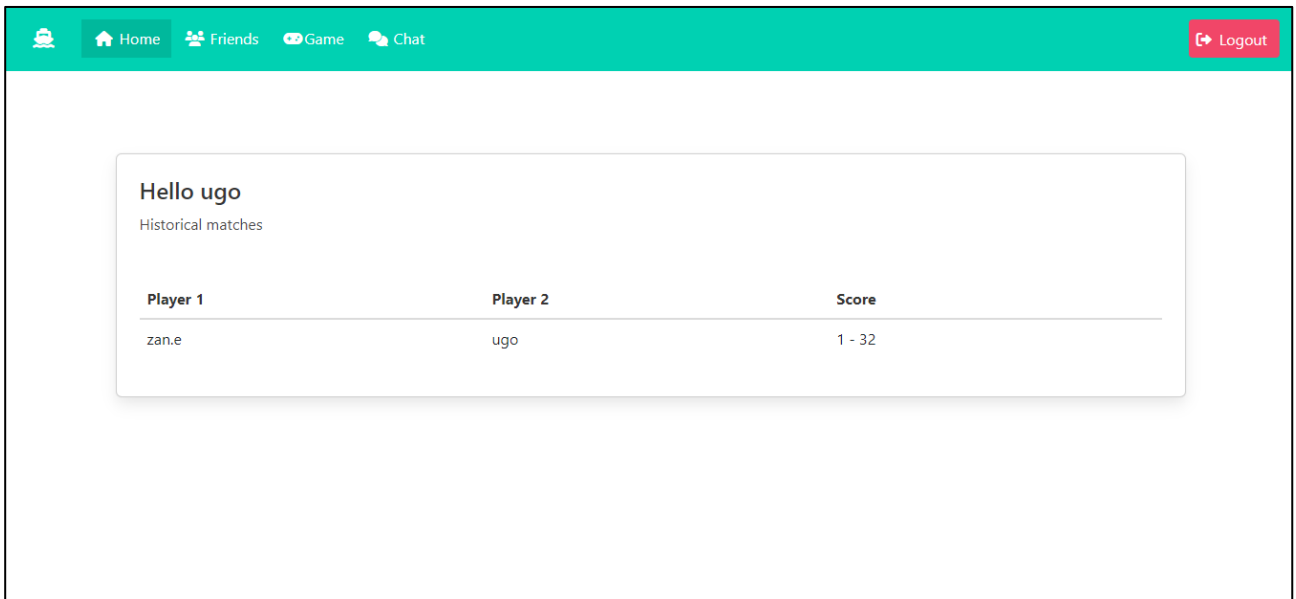 Home Friends Game Chat Logout
Hello ugo
Historical matches
Player 1 Player 2 Score
zan.e ugo 1 - 32